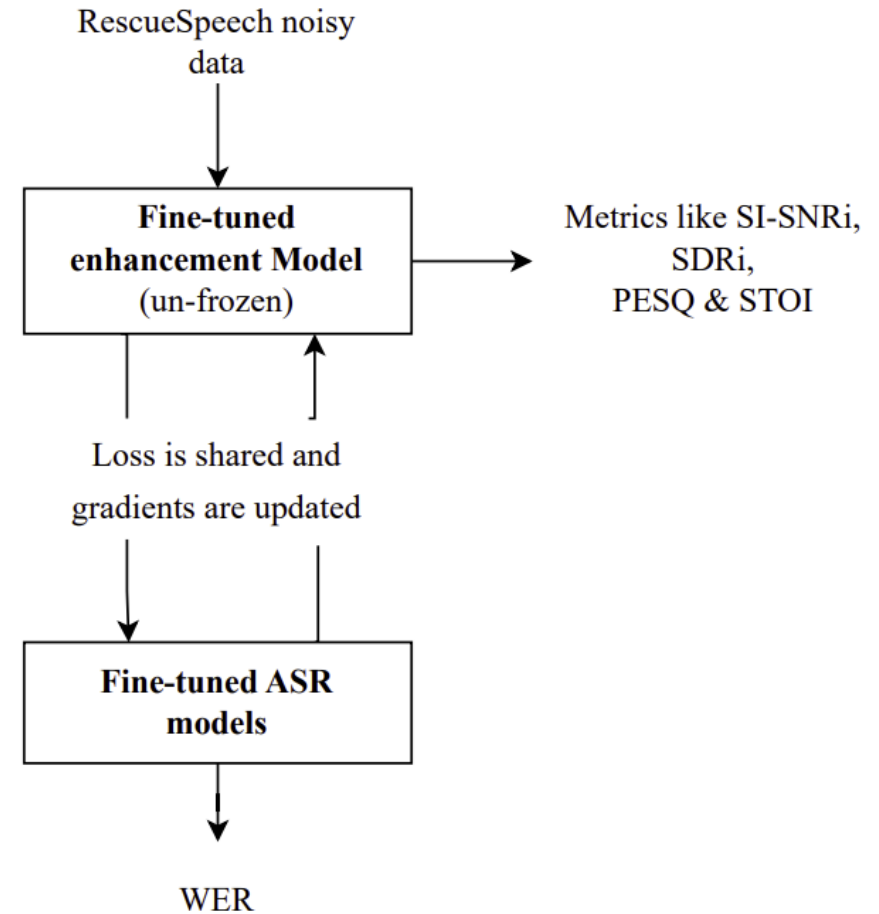 RescueSpeech noisy
data
Fine-tuned
enhancement Model
(un-frozen)
Metrics like SI-SNRi,
SDRi,
PESQ & STOI
Loss is shared and
gradients are updated
Fine-tuned ASR
models
WER